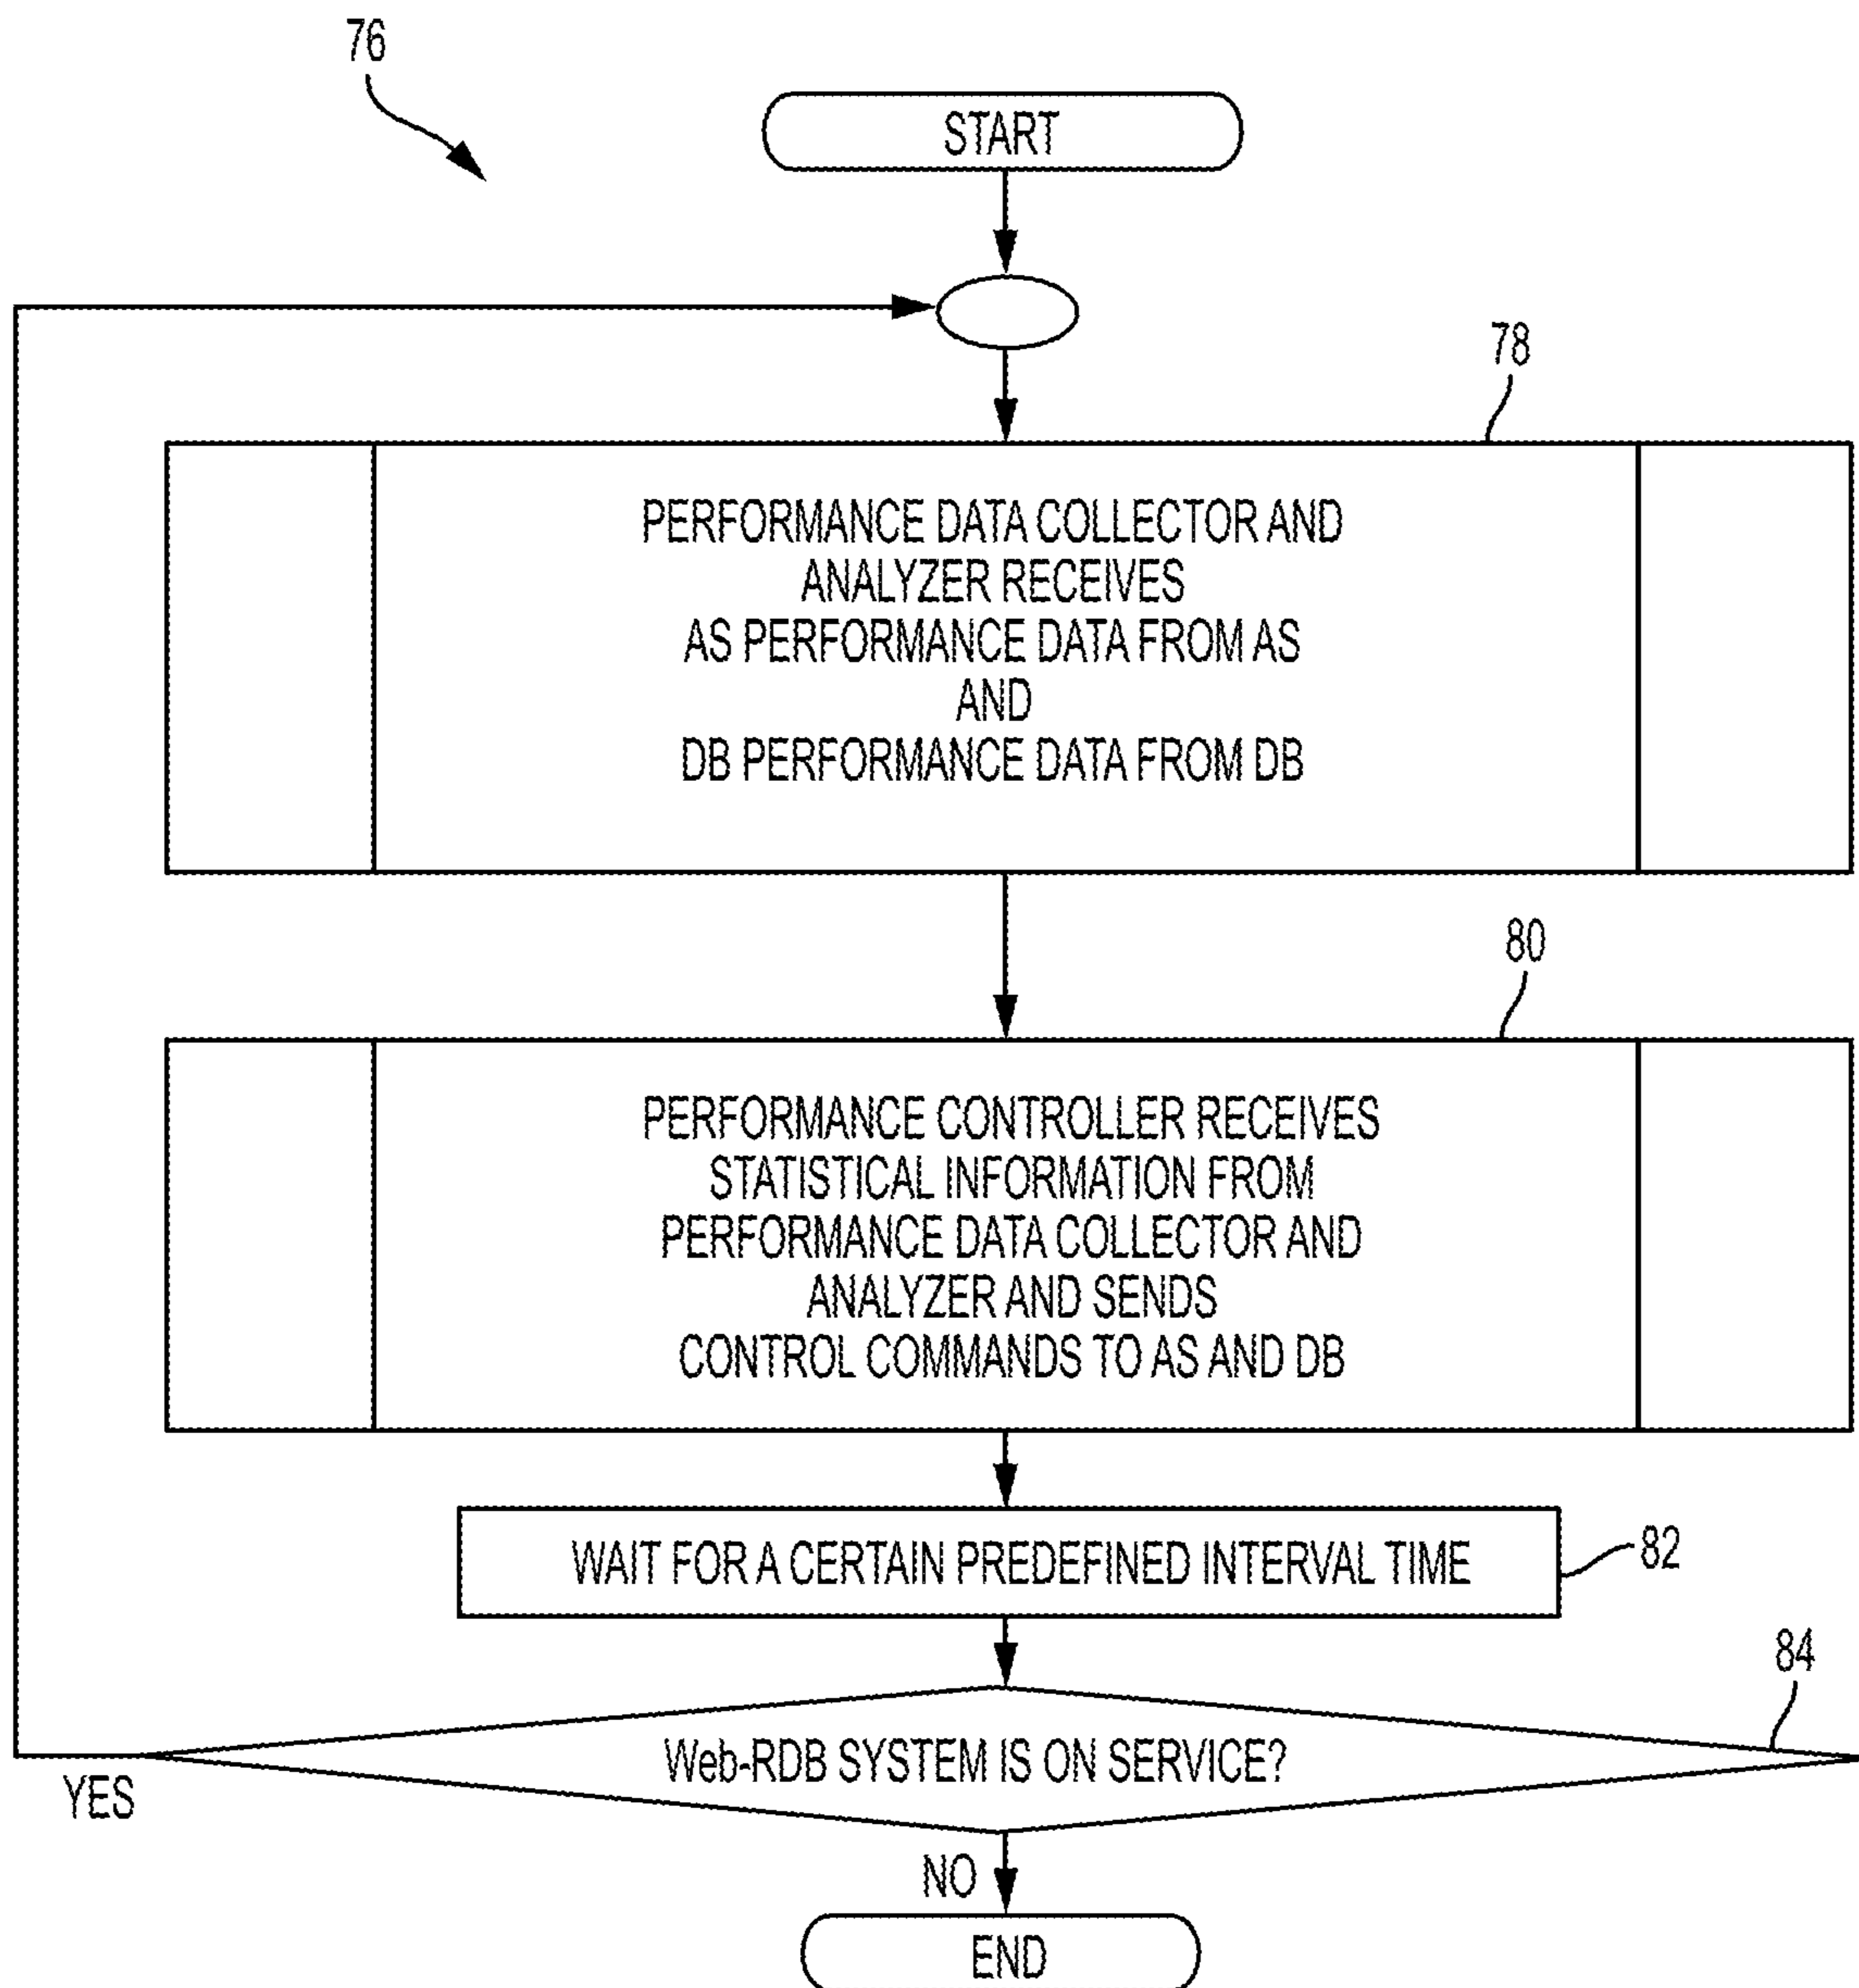 76
START
78
PERFORMANCE DATA COLLECTOR AND
ANALYZER RECEIVES
AS PERFORMANCE DATA FROM AS
AND
DB PERFORMANCE DATA FROM DB
80
PERFORMANCE CONTROLLER RECEIVES
STATISTICAL INFORMATION FROM
PERFORMANCE DATA COLLECTOR AND
ANALYZER AND SENDS
CONTROL COMMANDS TO AS AND DB
WAIT FOR A CERTAIN PREDEFINED INTERVAL TIME
82
84
Web-RDB SYSTEM IS ON SERVICE?
YES
NO
END